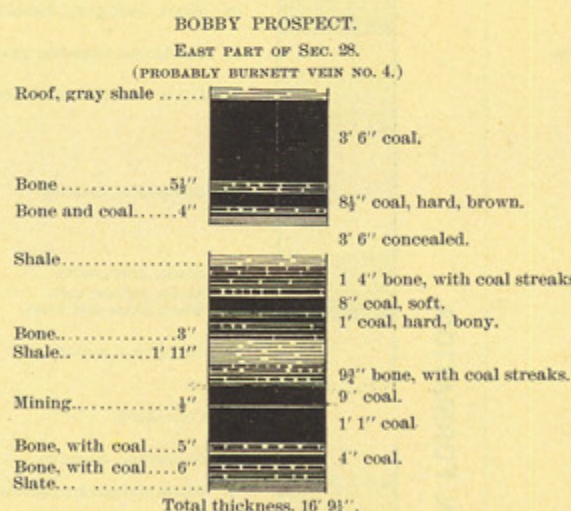 BOBBY PROSPECT.
EAST PART OF SEC. 28.
(PROBABLY BURNETT VEIN NO. 4.)
Roof, gray shale ......
3' 6" coal.
Bone ..............5½"
8½" coal, hard, brown.
Bone and coal......4"
3' 6" concealed.
Shale....................
1 4" bone, with coal streaks
8" coal, soft.
1' coal, hard, bony.
Bone................3"
Shale.. ..........1' 11"
9¾" bone, with coal streaks.
9' coal.
Mining..............½"
1' 1" coal
Bone, with coal....5"
4" coal.
Bone, with coal....6"
Slate... ..............
Total thickness, 16' 9¼".